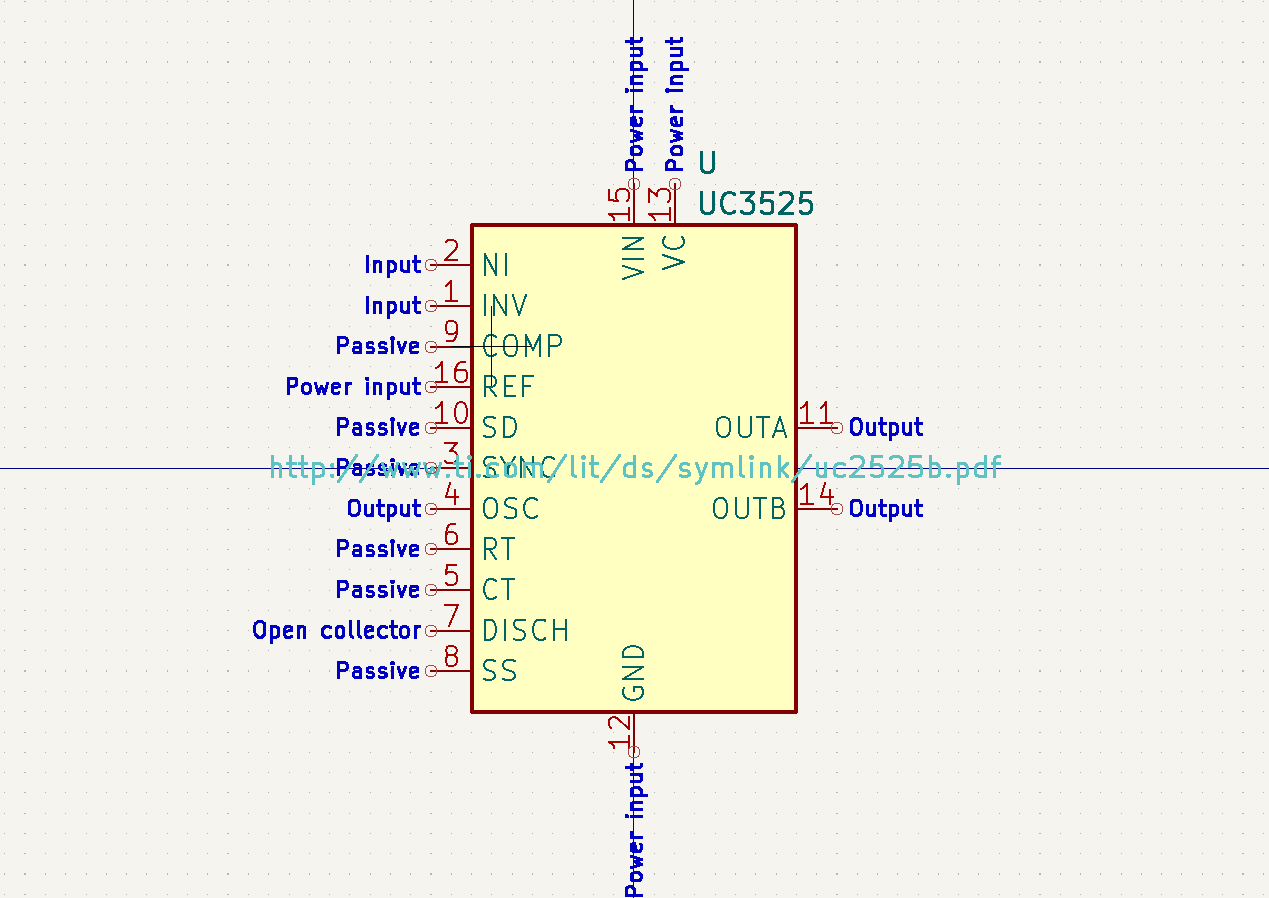 Power input
Power input
U
15
13
UC3525
VIN
VC
Input 2 NI
Input 1 INV
Passive 9 COMP
Power input 16 REF
Passive 10 SD
OUTA 11 Output
Passive 3 SYNC
http://www.ti.com/lit/ds/symlink/uc2525b.pdf
Output 4 OSC
OUTB 14 Output
Passive 6 RT
Passive 5 CT
Open collector 7 DISCH
Passive 8 SS
GND
12
Power input